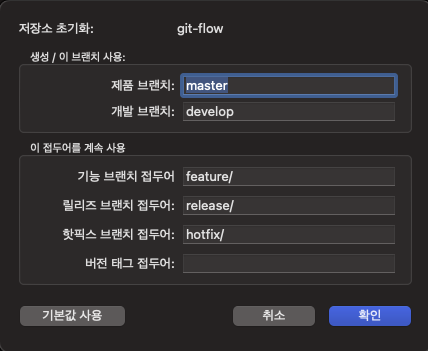 저장소 초기화: git-flow
생성 / 이 브랜치 사용:
제품 브랜치: master
개발 브랜치: develop
이 접두어를 계속 사용
기능 브랜치 접두어 feature/
릴리즈 브랜치 접두어: release/
핫픽스 브랜치 접두어: hotfix/
버전 태그 접두어:
기본값 사용 취소 확인